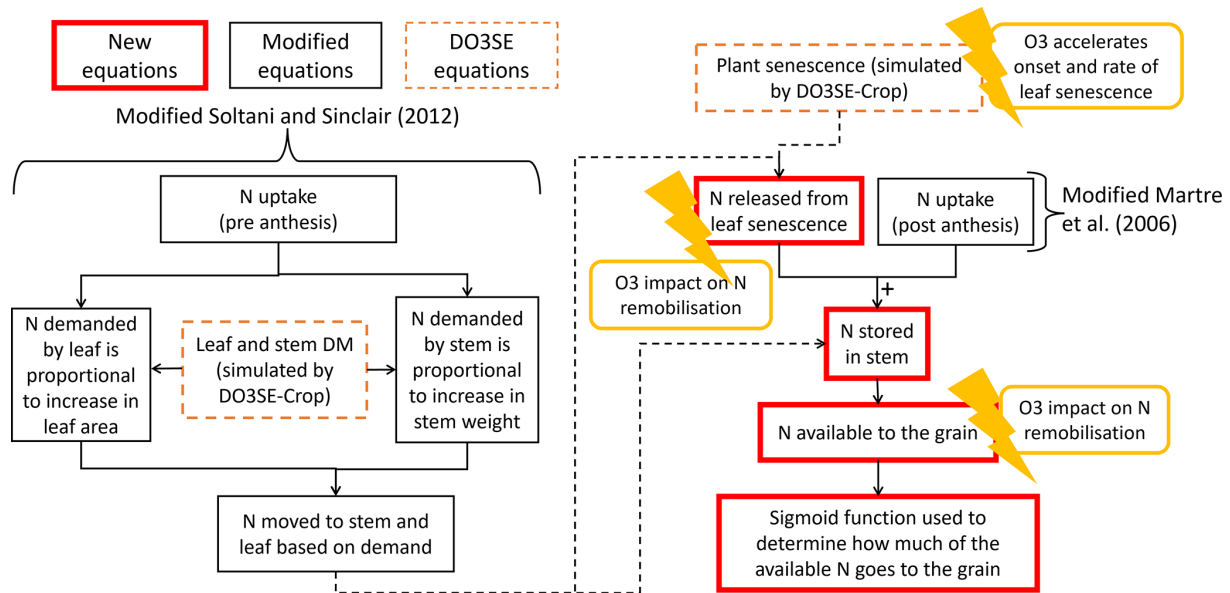 New
equations
Modified
equations
DO3SE
equations
Modified Soltani and Sinclair (2012)
N uptake
(pre anthesis)
N demanded
by leaf is
proportional
to increase in
leaf area
Leaf and stem DM
(simulated by
DO3SE-Crop)
N demanded
by stem is
proportional
to increase in
stem weight
N moved to stem and
leaf based on demand
Plant senescence (simulated
by DO3SE-Crop)
O3 accelerates
onset and rate of
leaf senescence
N released from
leaf senescence
N uptake
(post anthesis)
Modified Martre
et al. (2006)
O3 impact on N
remobilisation
+
N stored
in stem
N available to the grain
O3 impact on N
remobilisation
Sigmoid function used to
determine how much of the
available N goes to the grain